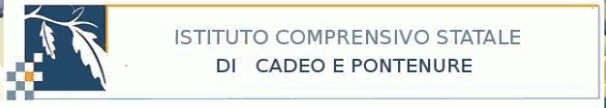 ISTITUTO COMPRENSIVO STATALE
DI CADEO E PONTENURE